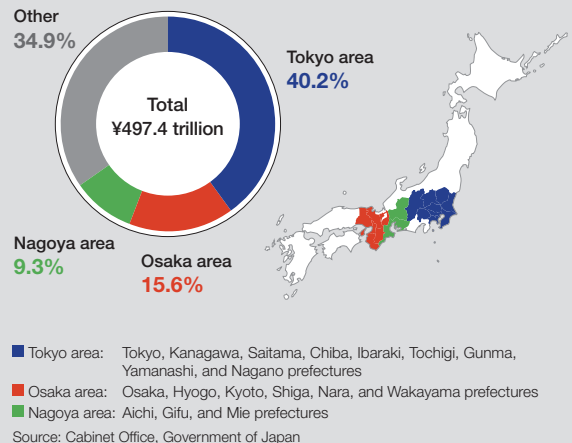 Other
34.9%
Total
¥497.4 trillion
Tokyo area
40.2%
Nagoya area
9.3%
Osaka area
15.6%
Tokyo area: Tokyo, Kanagawa, Saitama, Chiba, Ibaraki, Tochigi, Gunma,
Yamanashi, and Nagano prefectures
Osaka area: Osaka, Hyogo, Kyoto, Shiga, Nara, and Wakayama prefectures
Nagoya area: Aichi, Gifu, and Mie prefectures
Source: Cabinet Office, Government of Japan